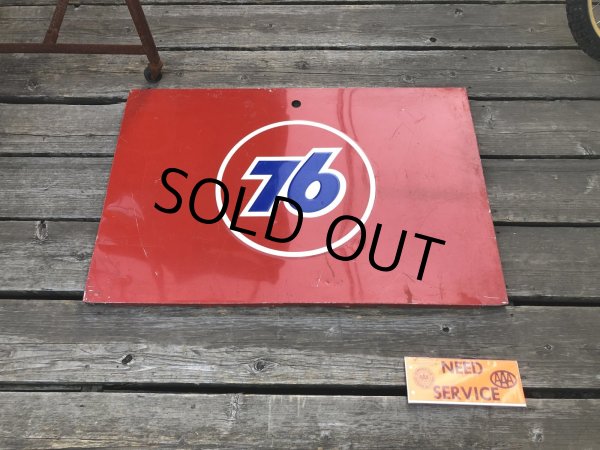 76
SOLD OUT
NEED
SERVICE
AAA